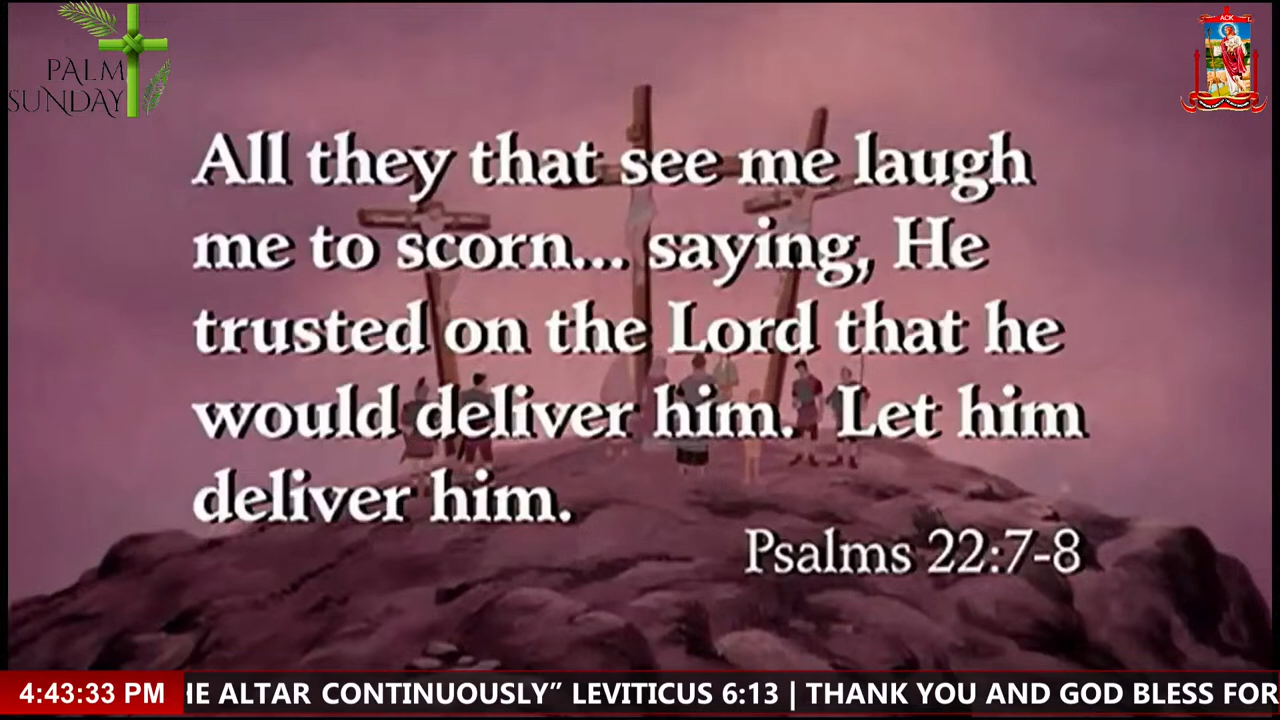 PALM
SUNDAY
ACK
All they that see me laugh
me to scorn... saying, He
trusted on the Lord that he
would deliver him.  Let him
deliver him.
Psalms 22:7-8
4:43:33 PM
HE ALTAR CONTINUOUSLY” LEVITICUS 6:13 | THANK YOU AND GOD BLESS FOR